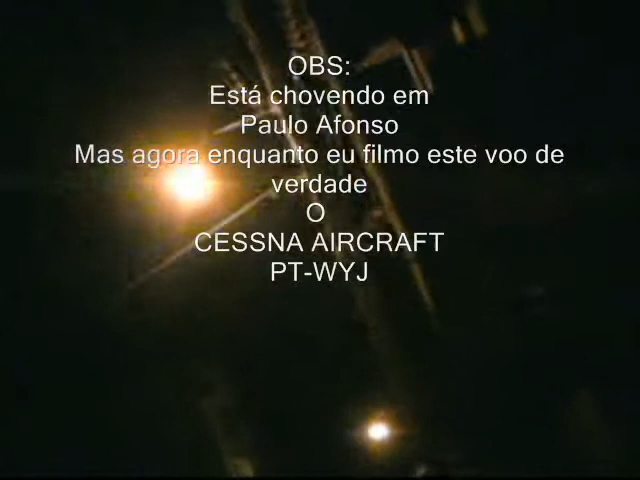 OBS:
Está chovendo em
Paulo Afonso
Mas agora enquanto eu filmo este voo de
verdade
O
CESSNA AIRCRAFT
PT-WYJ